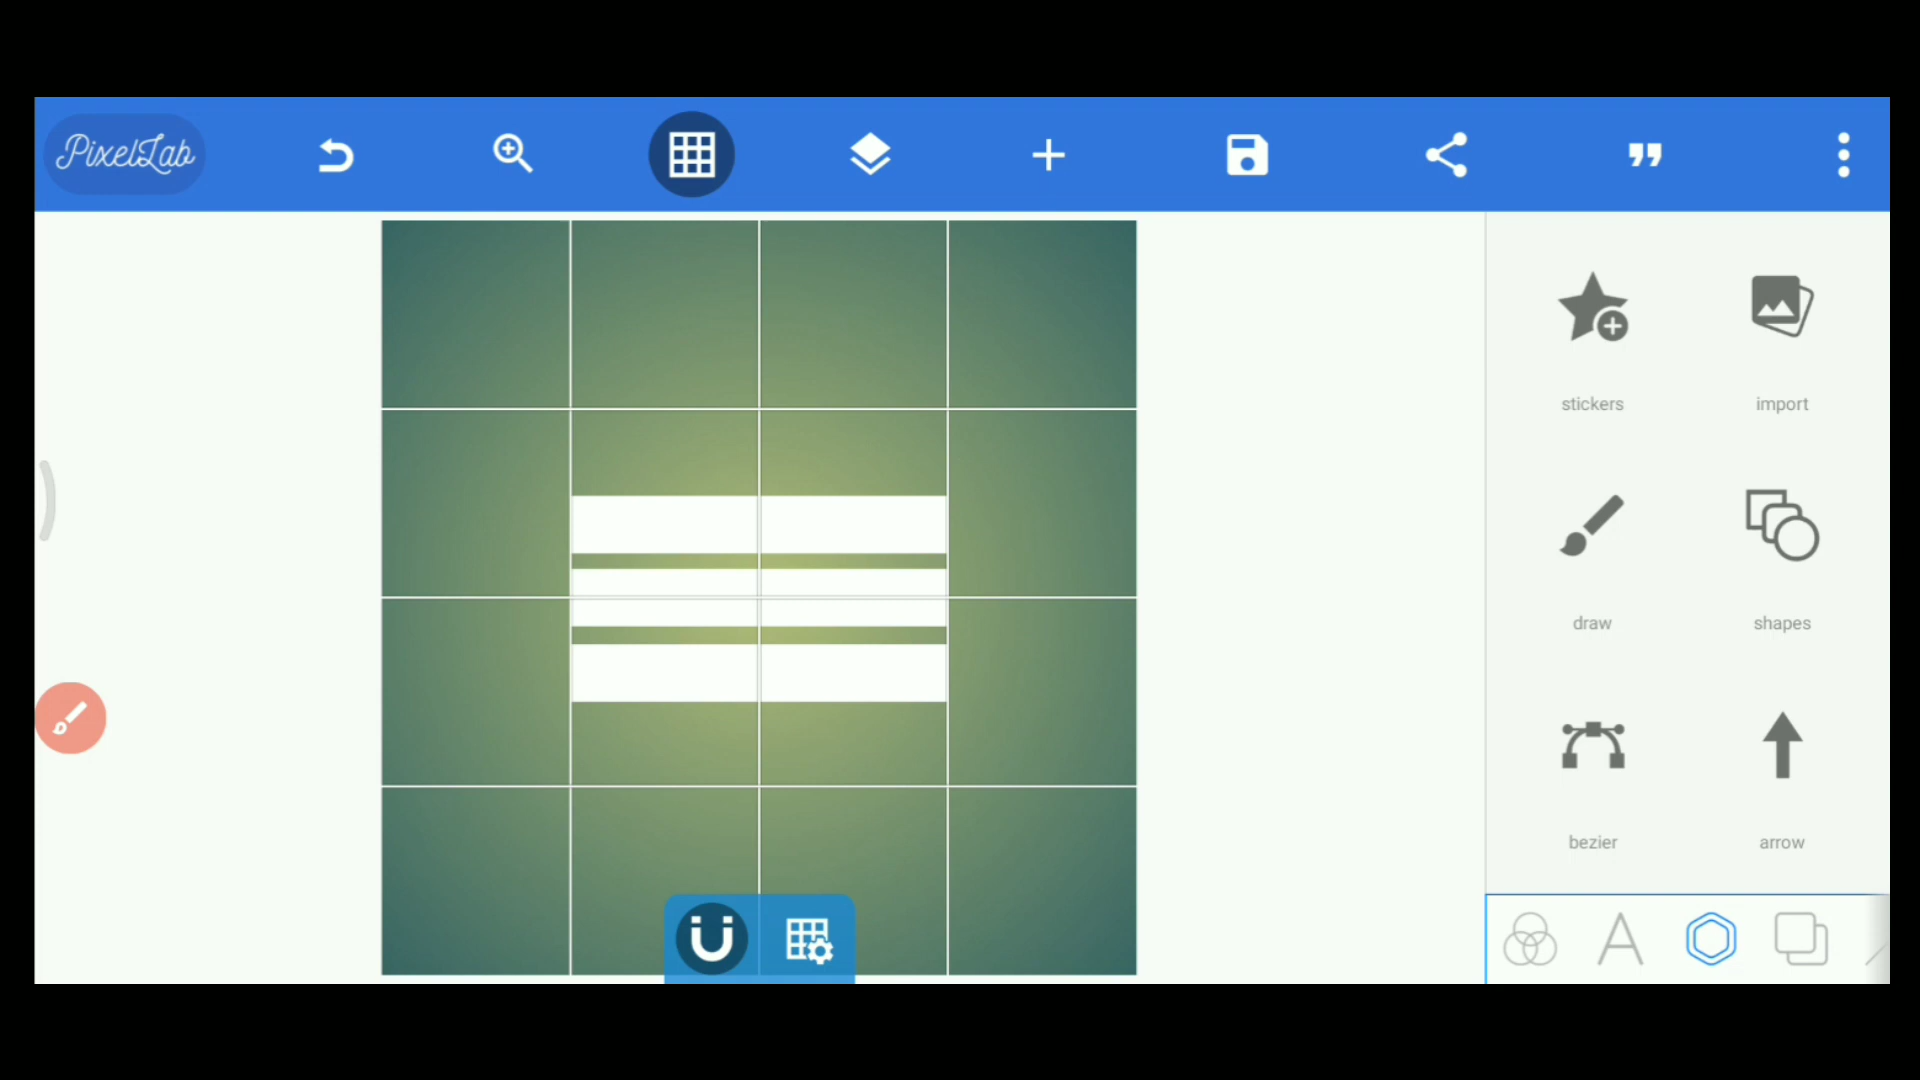 PixelLab
stickers
import
draw
shapes
bezier
arrow